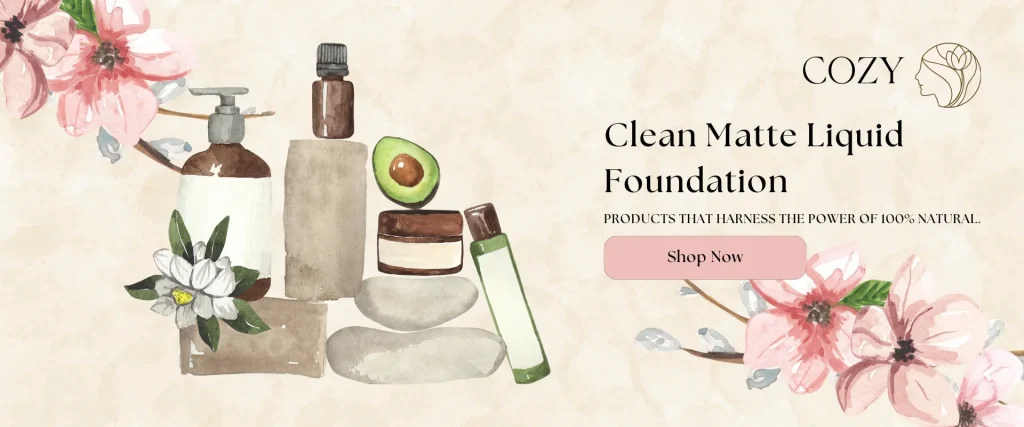 COZY
Clean Matte Liquid
Foundation
PRODUCTS THAT HARNESS THE POWER OF 100% NATURAL.
Shop Now